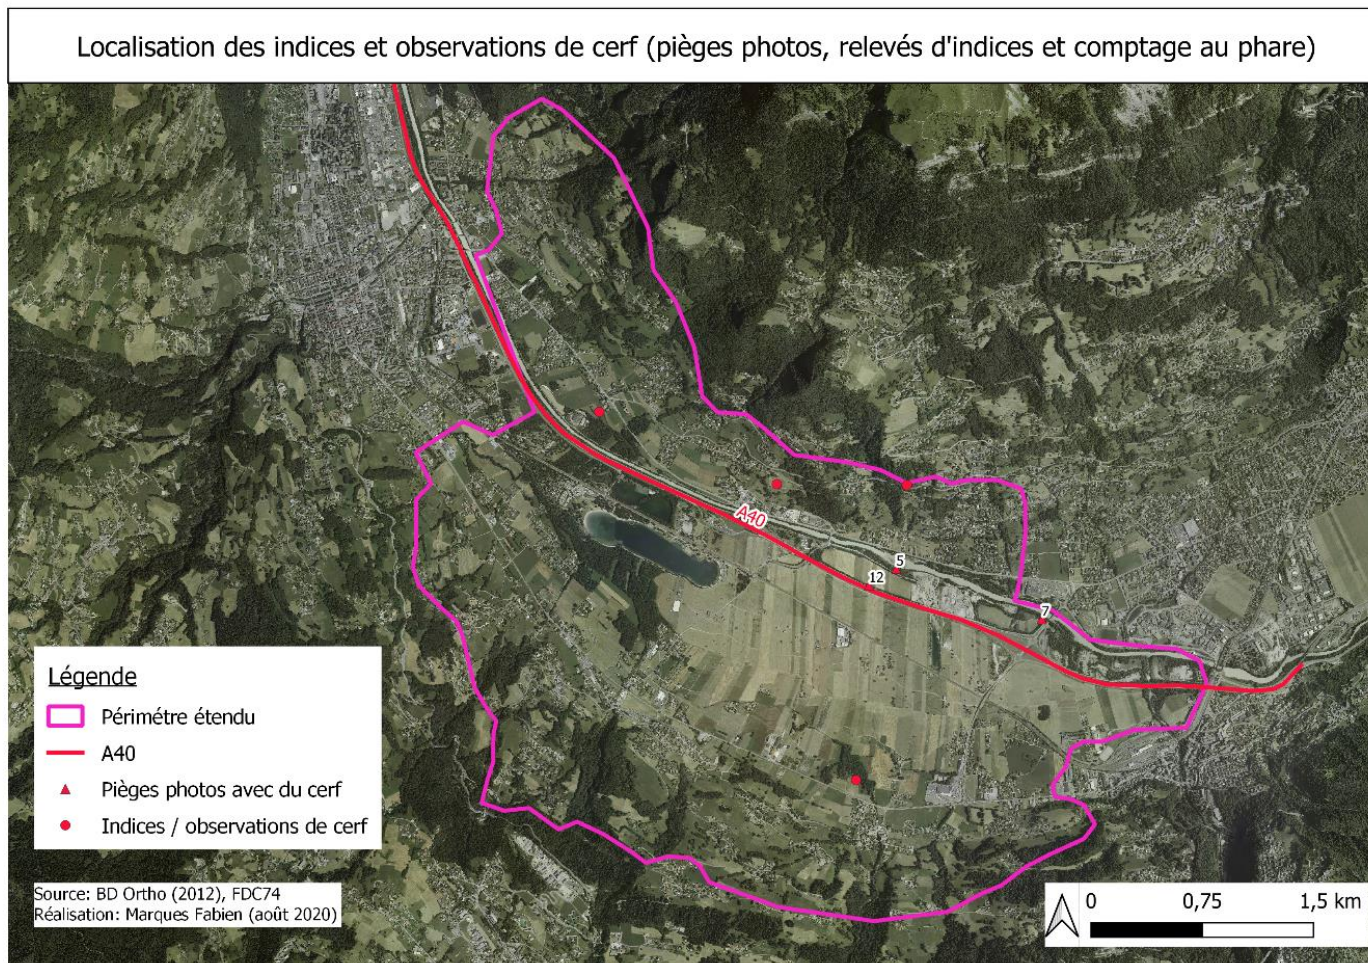 Localisation des indices et observations de cerf (pièges photos, relevés d'indices et comptage au phare)
A40
5
12
7
Légende
Périmétre étendu
A40
Pièges photos avec du cerf
Indices / observations de cerf
Source: BD Ortho (2012), FDC74
Réalisation: Marques Fabien (août 2020)
0 0,75 1,5 km